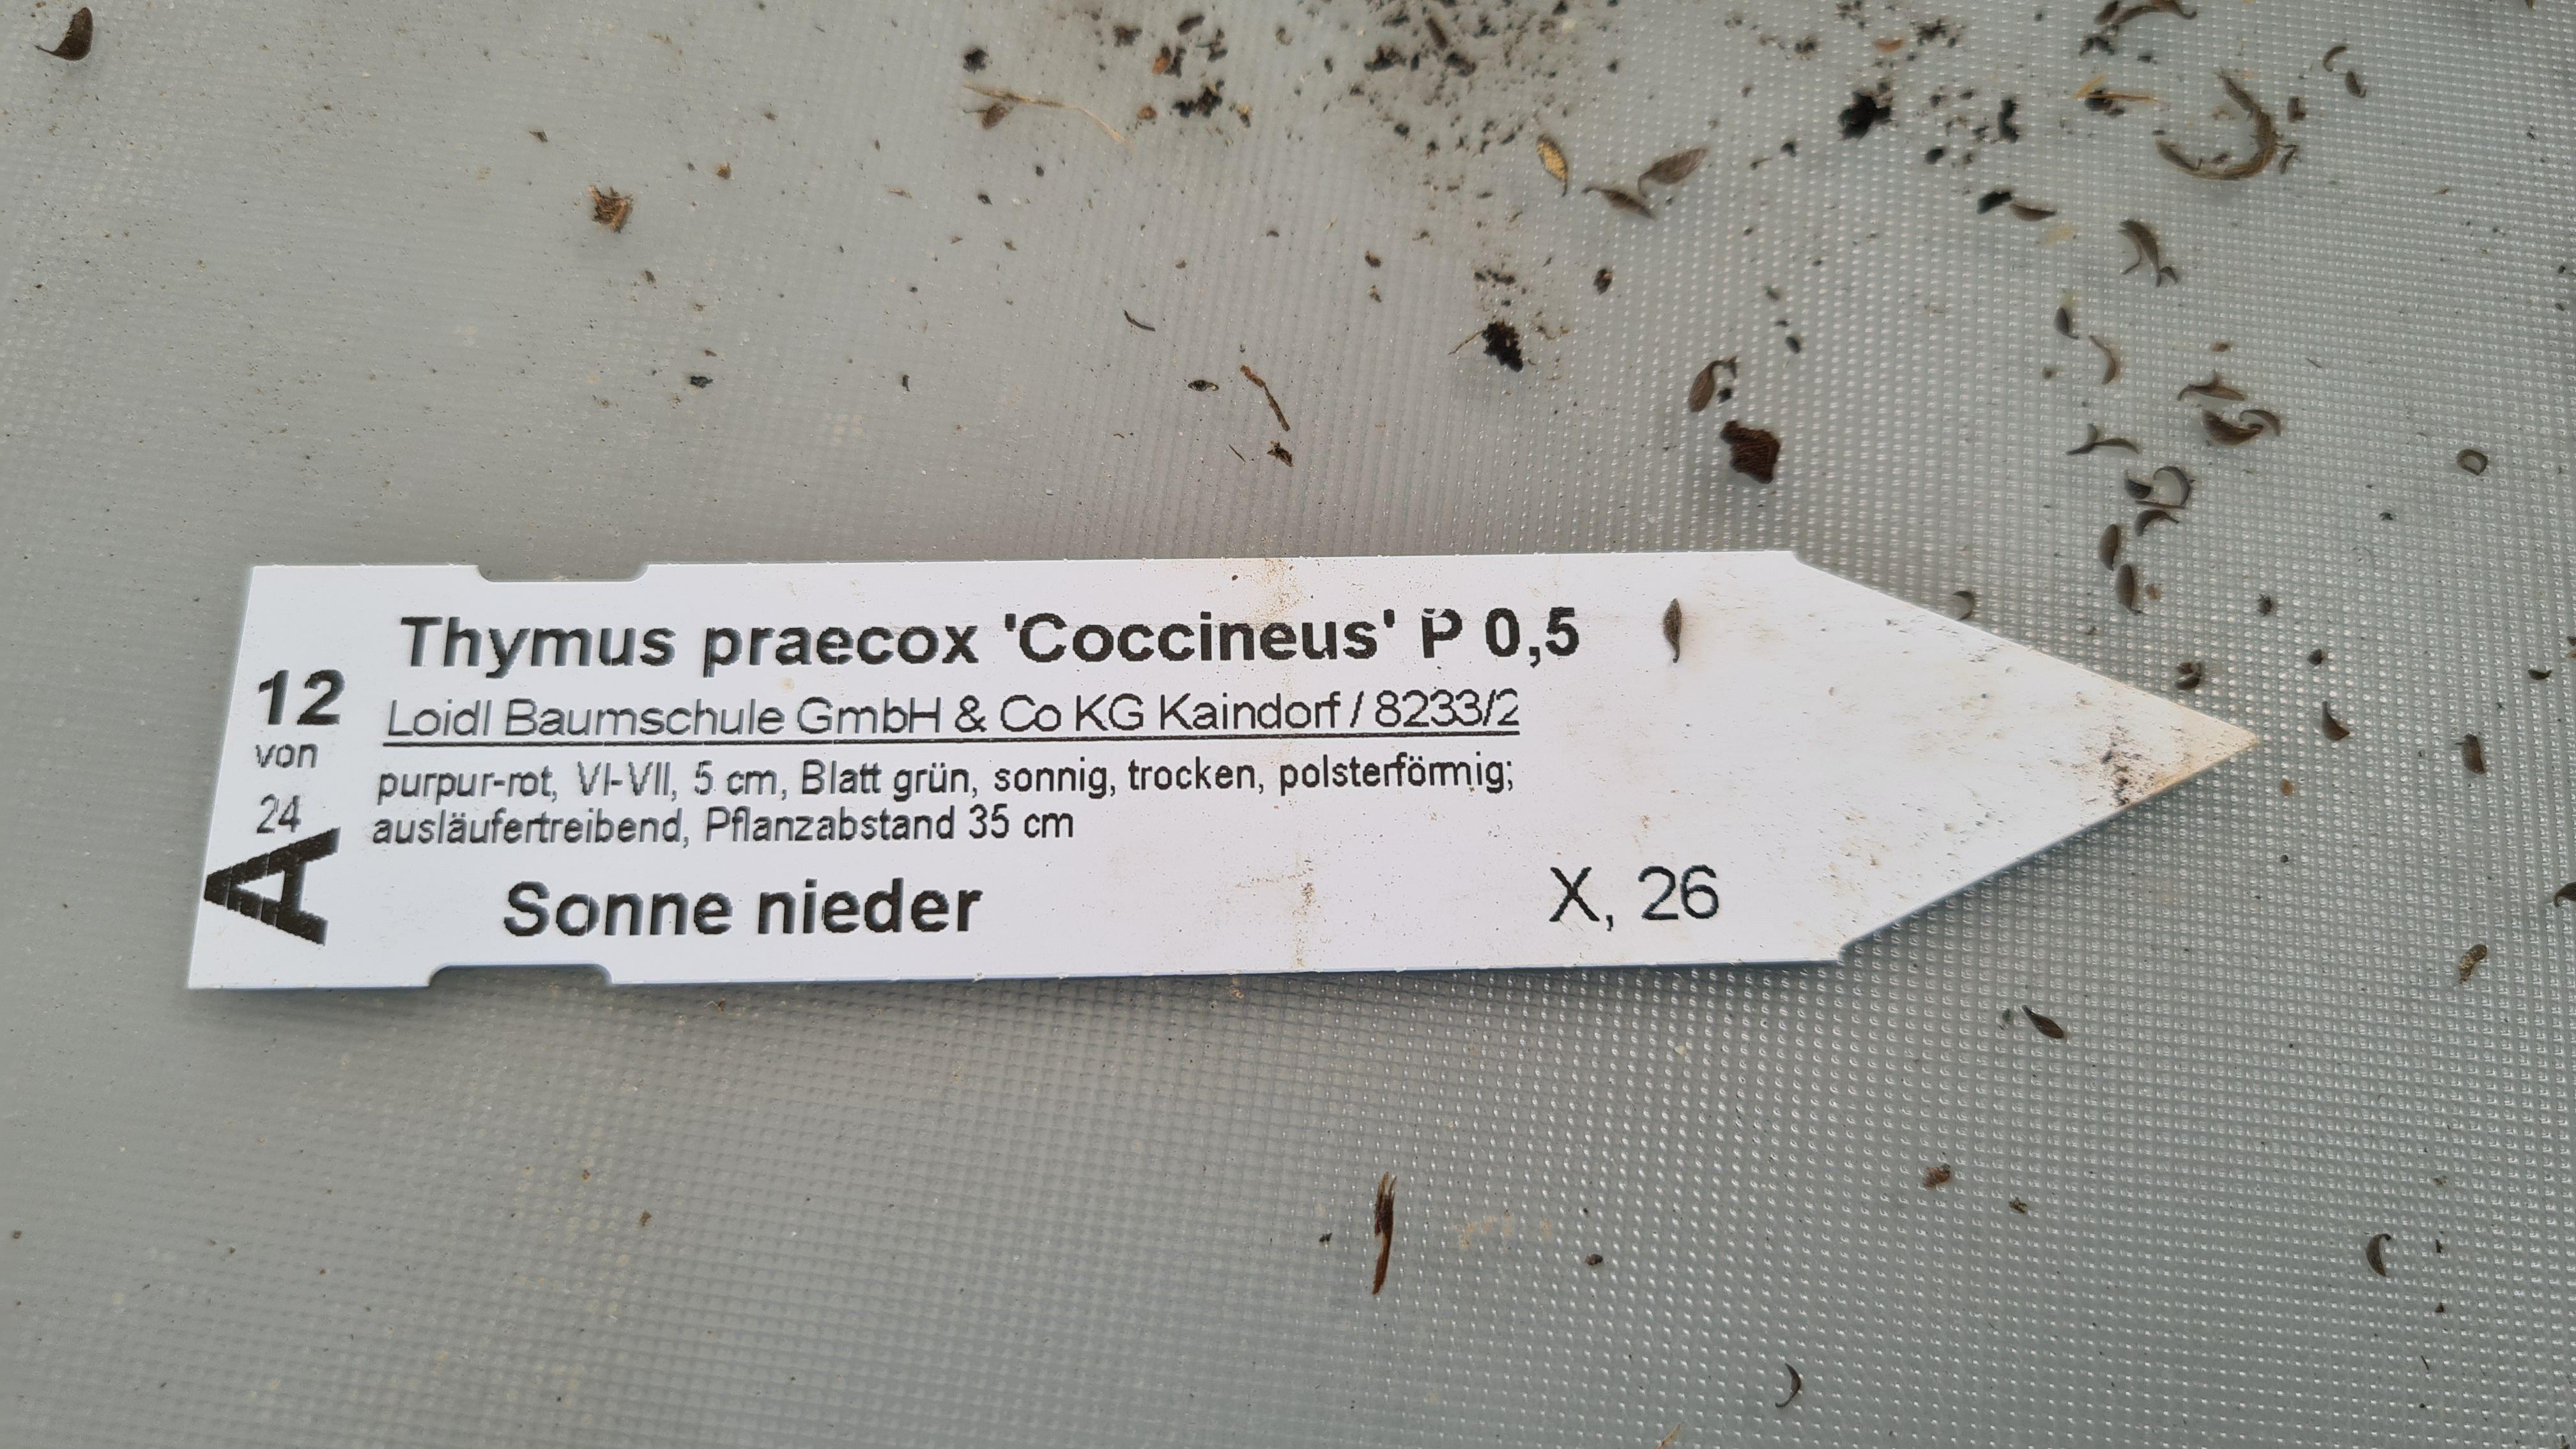 Thymus praecox 'Coccineus' P 0,5
Loidl Baumschule GmbH & Co KG Kaindorf / 8233/2
purpur-rot, VI-VII, 5 cm, Blatt grün, sonnig, trocken, polsterförmig;
ausläufertreibend, Pflanzabstand 35 cm
Sonne nieder
X, 26
12
von
24
A